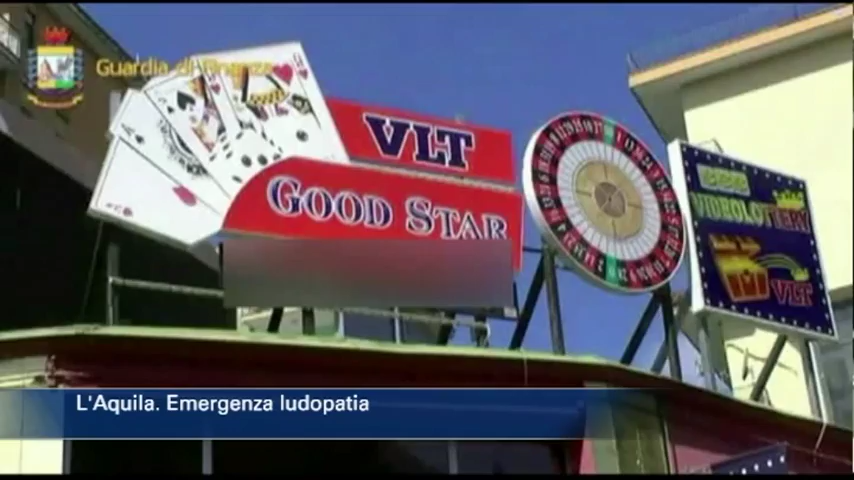 Guardia di Finanza
VLT
GOOD STAR
VIDEOLOTTERY
VLT
L'Aquila. Emergenza ludopatia